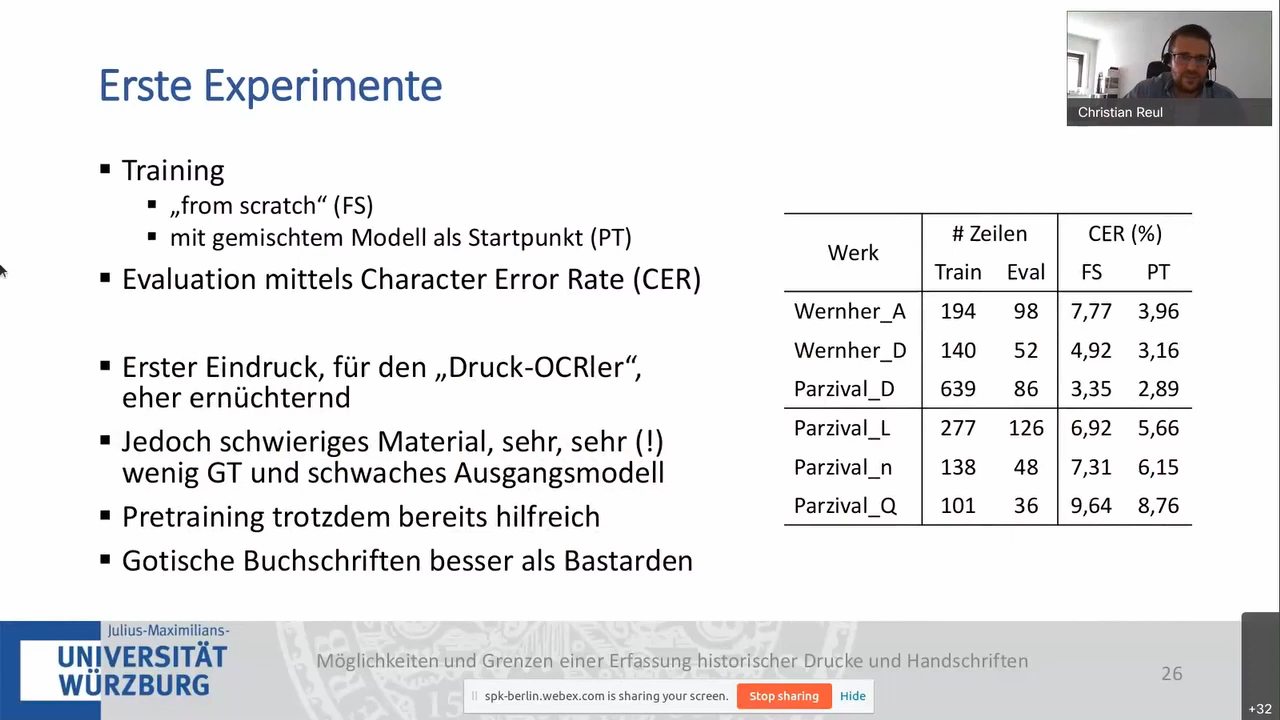 Erste Experimente
Christian Reul
▪ Training
▪ „from scratch“ (FS)
▪ mit gemischtem Modell als Startpunkt (PT)
▪ Evaluation mittels Character Error Rate (CER)
▪ Erster Eindruck, für den „Druck-OCRler“,
eher ernüchternd
▪ Jedoch schwieriges Material, sehr, sehr (!)
wenig GT und schwaches Ausgangsmodell
▪ Pretraining trotzdem bereits hilfreich
▪ Gotische Buchschriften besser als Bastarden
Werk # Zeilen CER (%)
Train Eval FS PT
Wernher_A 194 98 7,77 3,96
Wernher_D 140 52 4,92 3,16
Parzival_D 639 86 3,35 2,89
Parzival_L 277 126 6,92 5,66
Parzival_n 138 48 7,31 6,15
Parzival_Q 101 36 9,64 8,76
Julius-Maximilians-
UNIVERSITÄT
WÜRZBURG
Möglichkeiten und Grenzen einer Erfassung historischer Drucke und Handschriften
26
spk-berlin.webex.com is sharing your screen. Stop sharing Hide
+32